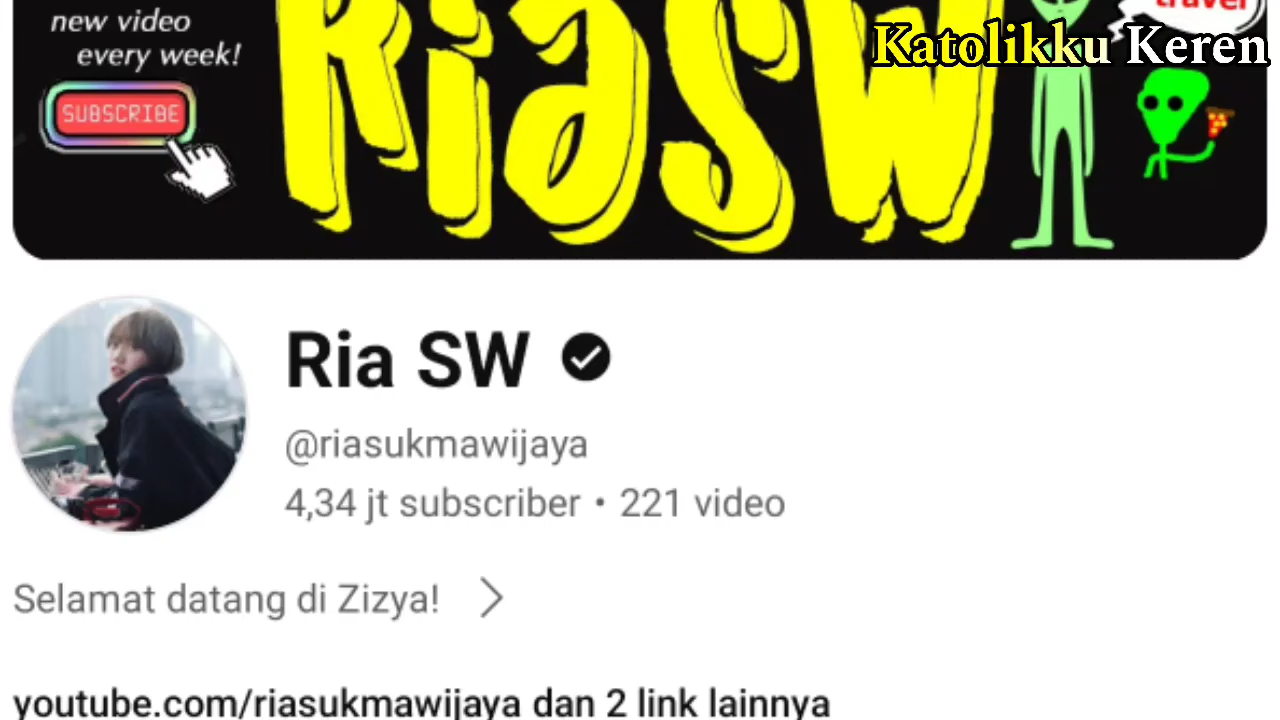 new video
every week!
SUBSCRIBE
RiaSW
travel
Katolikku Keren
Ria SW
@riasukmawijaya
4,34 jt subscriber • 221 video
Selamat datang di Zizya!
youtube.com/riasukmawijaya dan 2 link lainnya